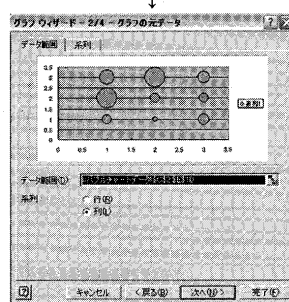 ↓
グラフ ウィザード - 2/4 - グラフの元データ
データ範囲 系列
2.5
2
1.5
1
0.5
0
0 0.5 1 1.5 2 2.5 3 3.5
系列1
データ範囲(D)
系列
行(R)
列(L)
キャンセル
< 戻る(B)
次へ(N) >
完了(F)